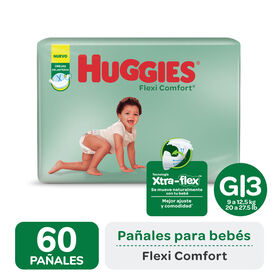 NUEVO
HUGGIES
Flexi Comfort
Tecnología
Xtra-flex
Se mueve naturalmente
con tu bebé
Mejor ajuste
y comodidad*
G|3
9 a 12,5 kg
20 a 27.5 lb
60
PAÑALES
Pañales para bebés
Flexi Comfort